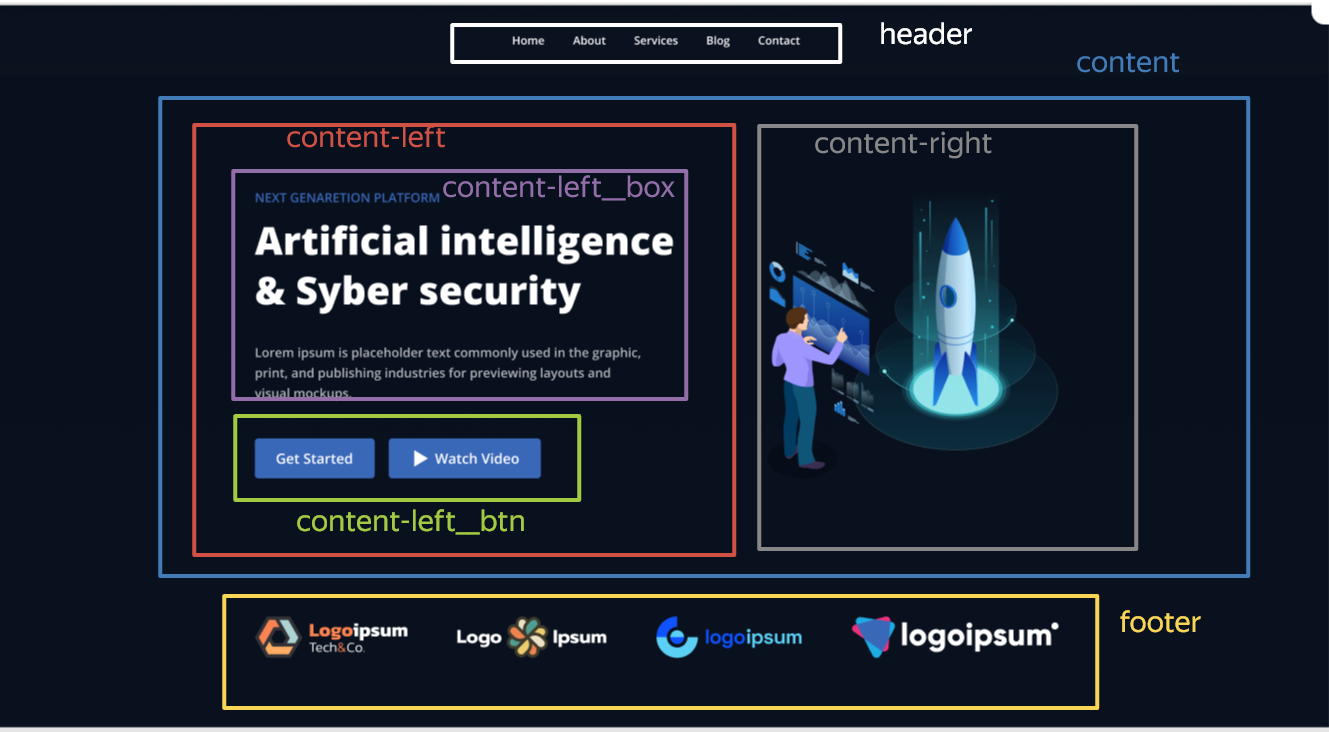 Home About Services Blog Contact
header
content
content-left
content-right
content-left__box
NEXT GENARETION PLATFORM
Artificial intelligence
& Syber security
Lorem ipsum is placeholder text commonly used in the graphic,
print, and publishing industries for previewing layouts and
visual mockups.
Get Started
Watch Video
content-left__btn
Logoipsum
Tech&Co.
Logo Ipsum
logoipsum
logoipsum
footer